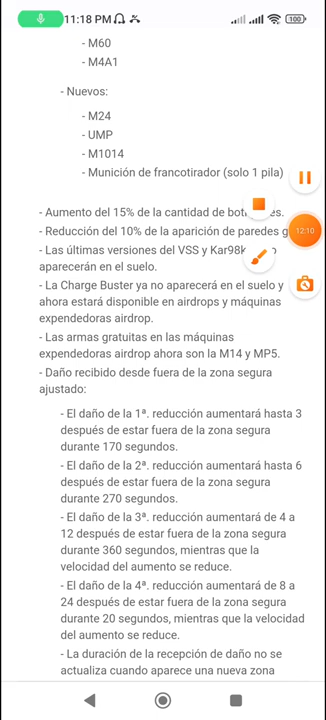 11:18 PM
100
- M60
- M4A1
- Nuevos:
- M24
- UMP
- M1014
- Munición de francotirador (solo 1 pila)
- Aumento del 15% de la cantidad de
- Reducción del 10% de la aparición de paredes
12:10
- Las últimas versiones del VSS y Kar98K
aparecerán en el suelo.
- La Charge Buster ya no aparecerá en el suelo y
ahora estará disponible en airdrops y máquinas
expendedoras airdrop.
- Las armas gratuitas en las máquinas
expendedoras airdrop ahora son la M14 y MP5.
- Daño recibido desde fuera de la zona segura
ajustado:
- El daño de la 1ª. reducción aumentará hasta 3
después de estar fuera de la zona segura
durante 170 segundos.
- El daño de la 2ª. reducción aumentará hasta 6
después de estar fuera de la zona segura
durante 270 segundos.
- El daño de la 3ª. reducción aumentará de 4 a
12 después de estar fuera de la zona segura
durante 360 segundos, mientras que la
velocidad del aumento se reduce.
- El daño de la 4ª. reducción aumentará de 8 a
24 después de estar fuera de la zona segura
durante 20 segundos, mientras que la velocidad
del aumento se reduce.
- La duración de la recepción de daño no se
actualiza cuando aparece una nueva zona